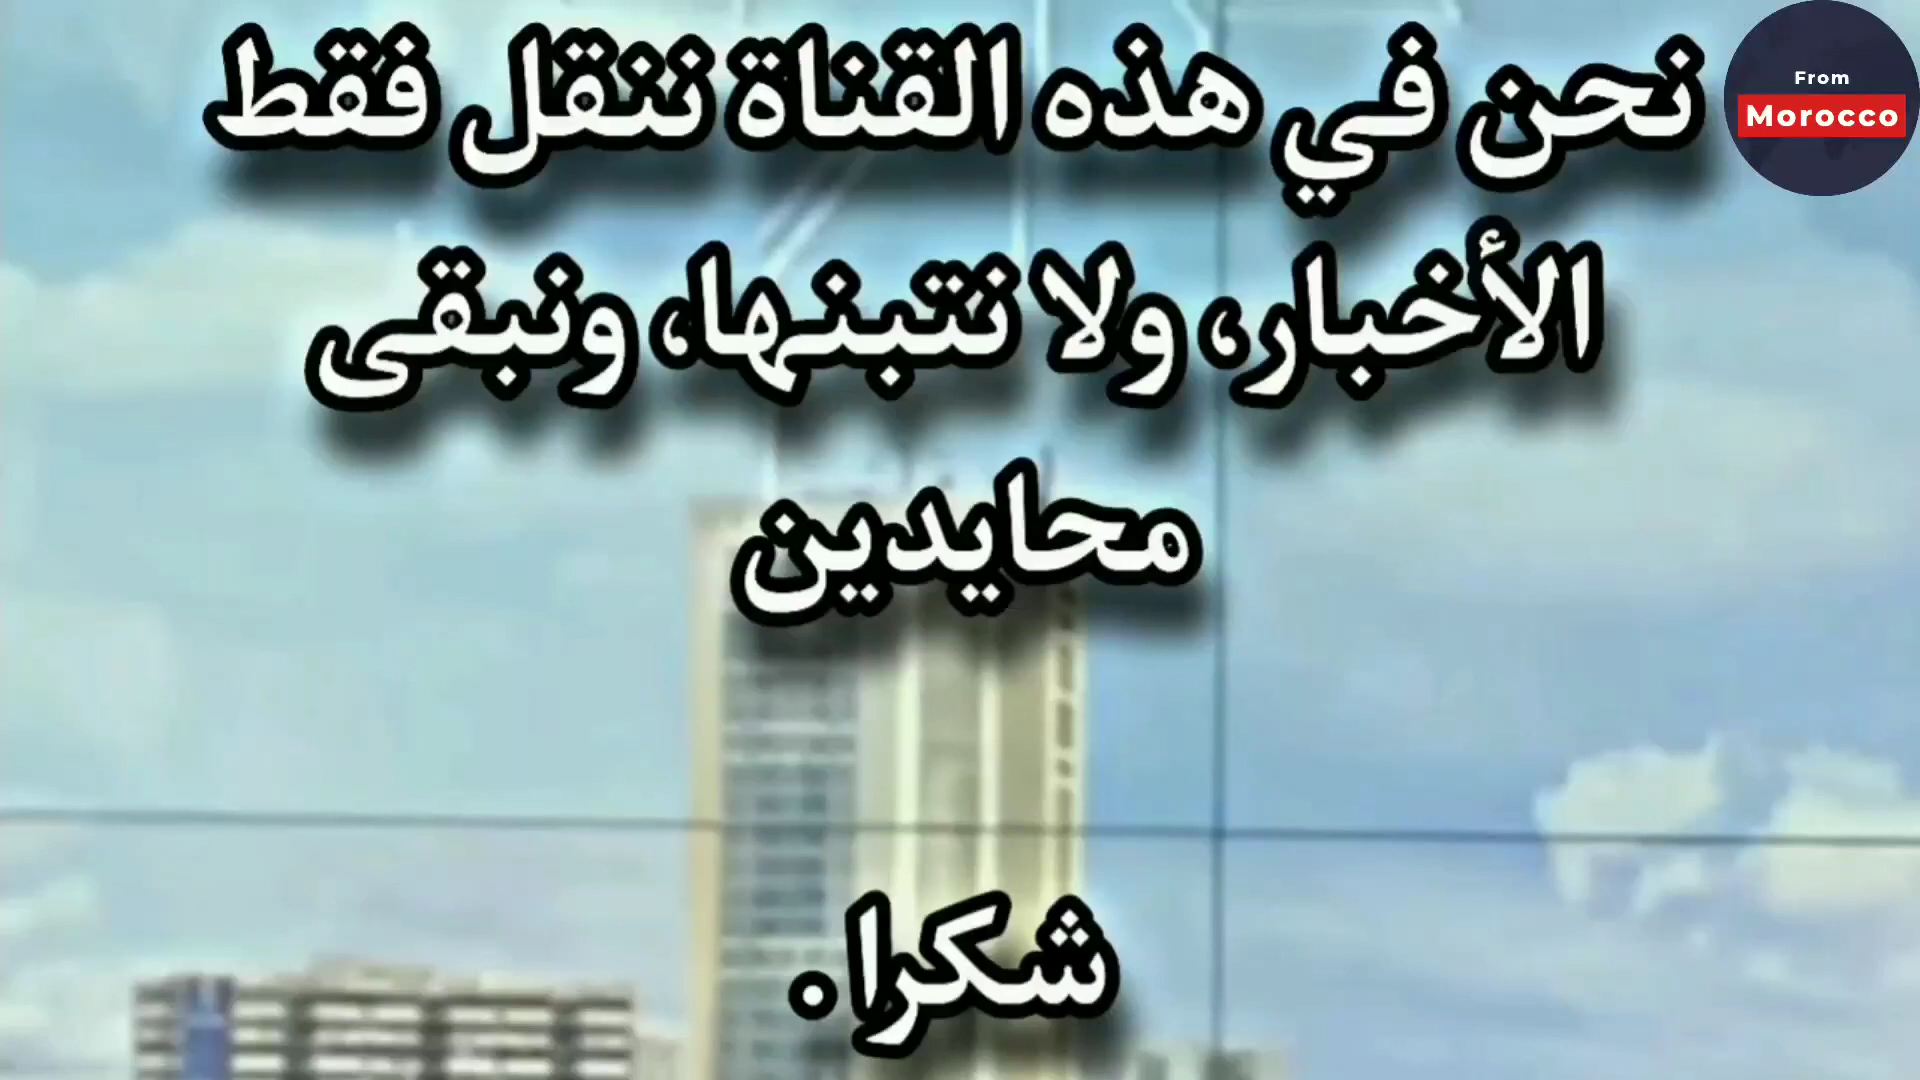 نحن في هذه القناة ننقل فقط
الأخبار، ولا نتبنها، ونبقى
محايدين
شكرا .
From
Morocco